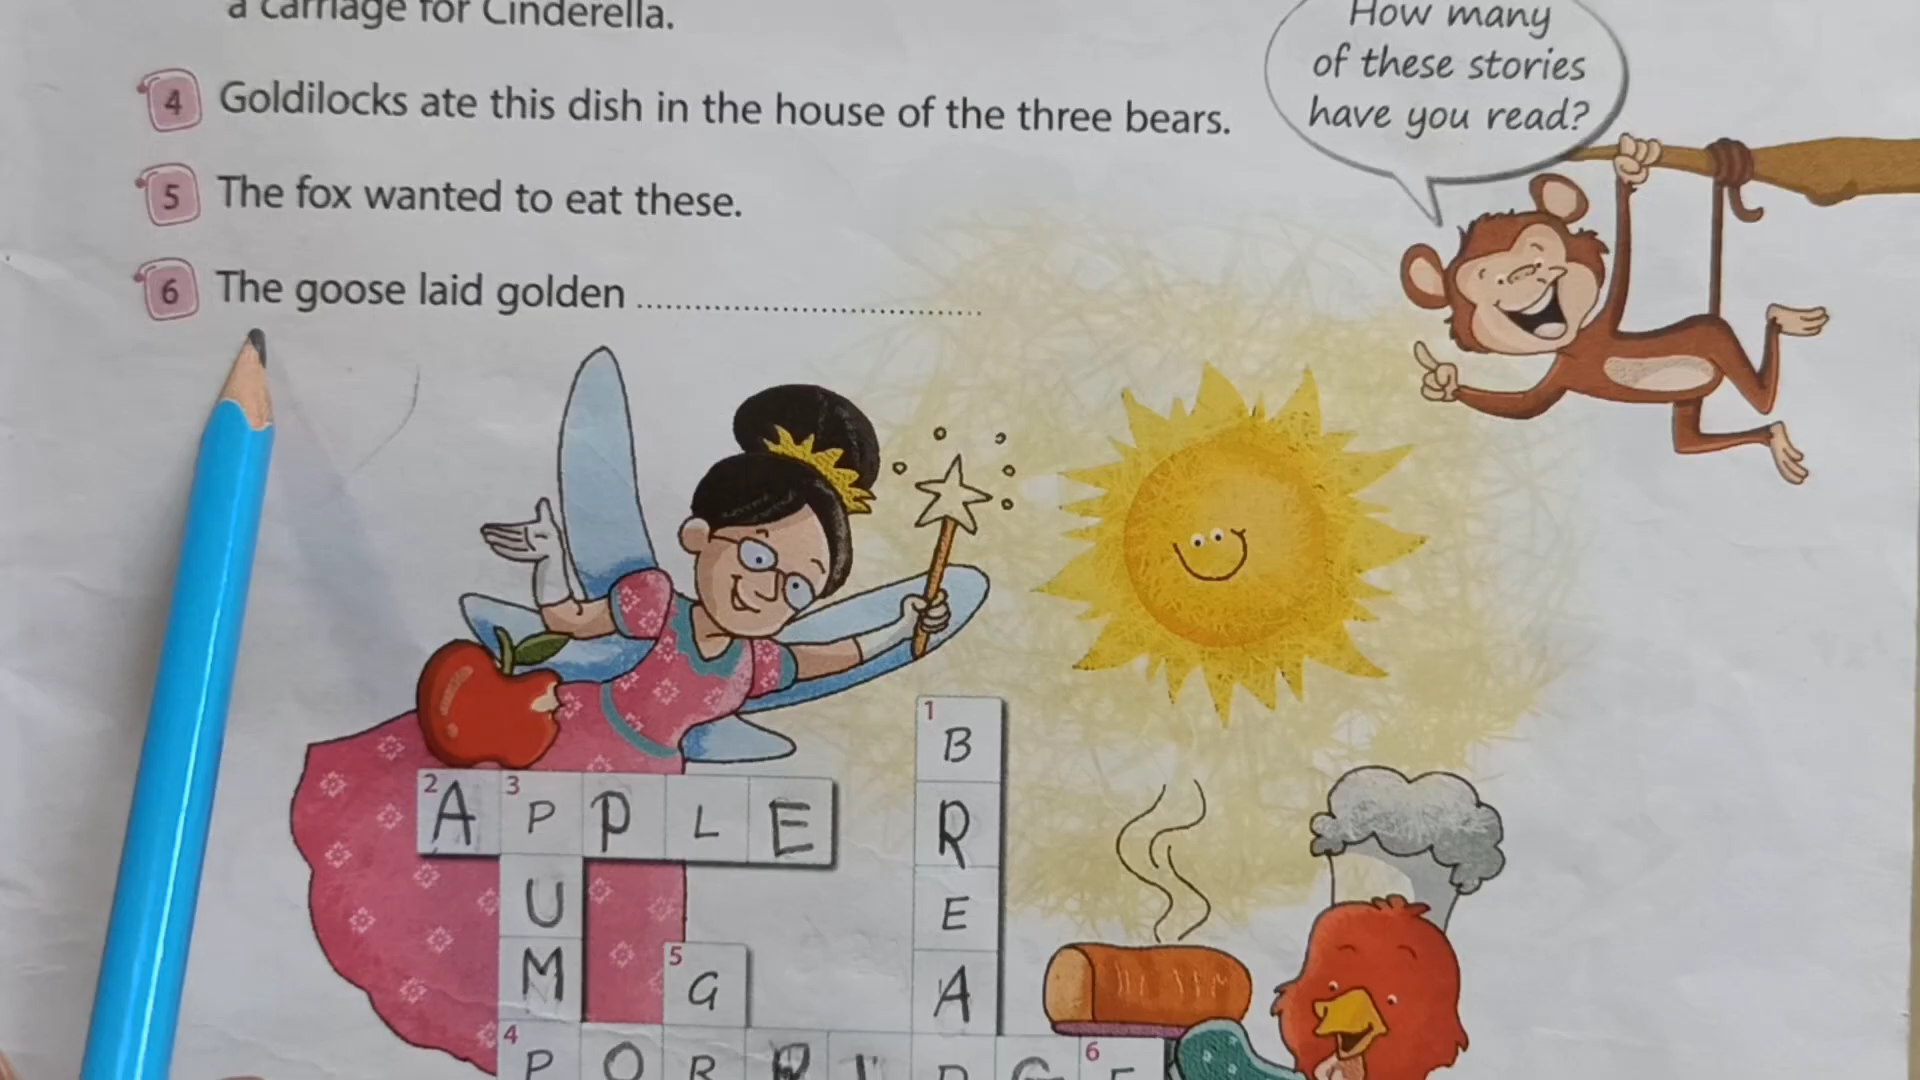 a carriage for Cinderella.
How many
of these stories
have you read?
4 Goldilocks ate this dish in the house of the three bears.
5 The fox wanted to eat these.
6 The goose laid golden ................................
1
B
2 A 3 P P L E R
U E
M 5 G A
4 P O R R I D G 6 E